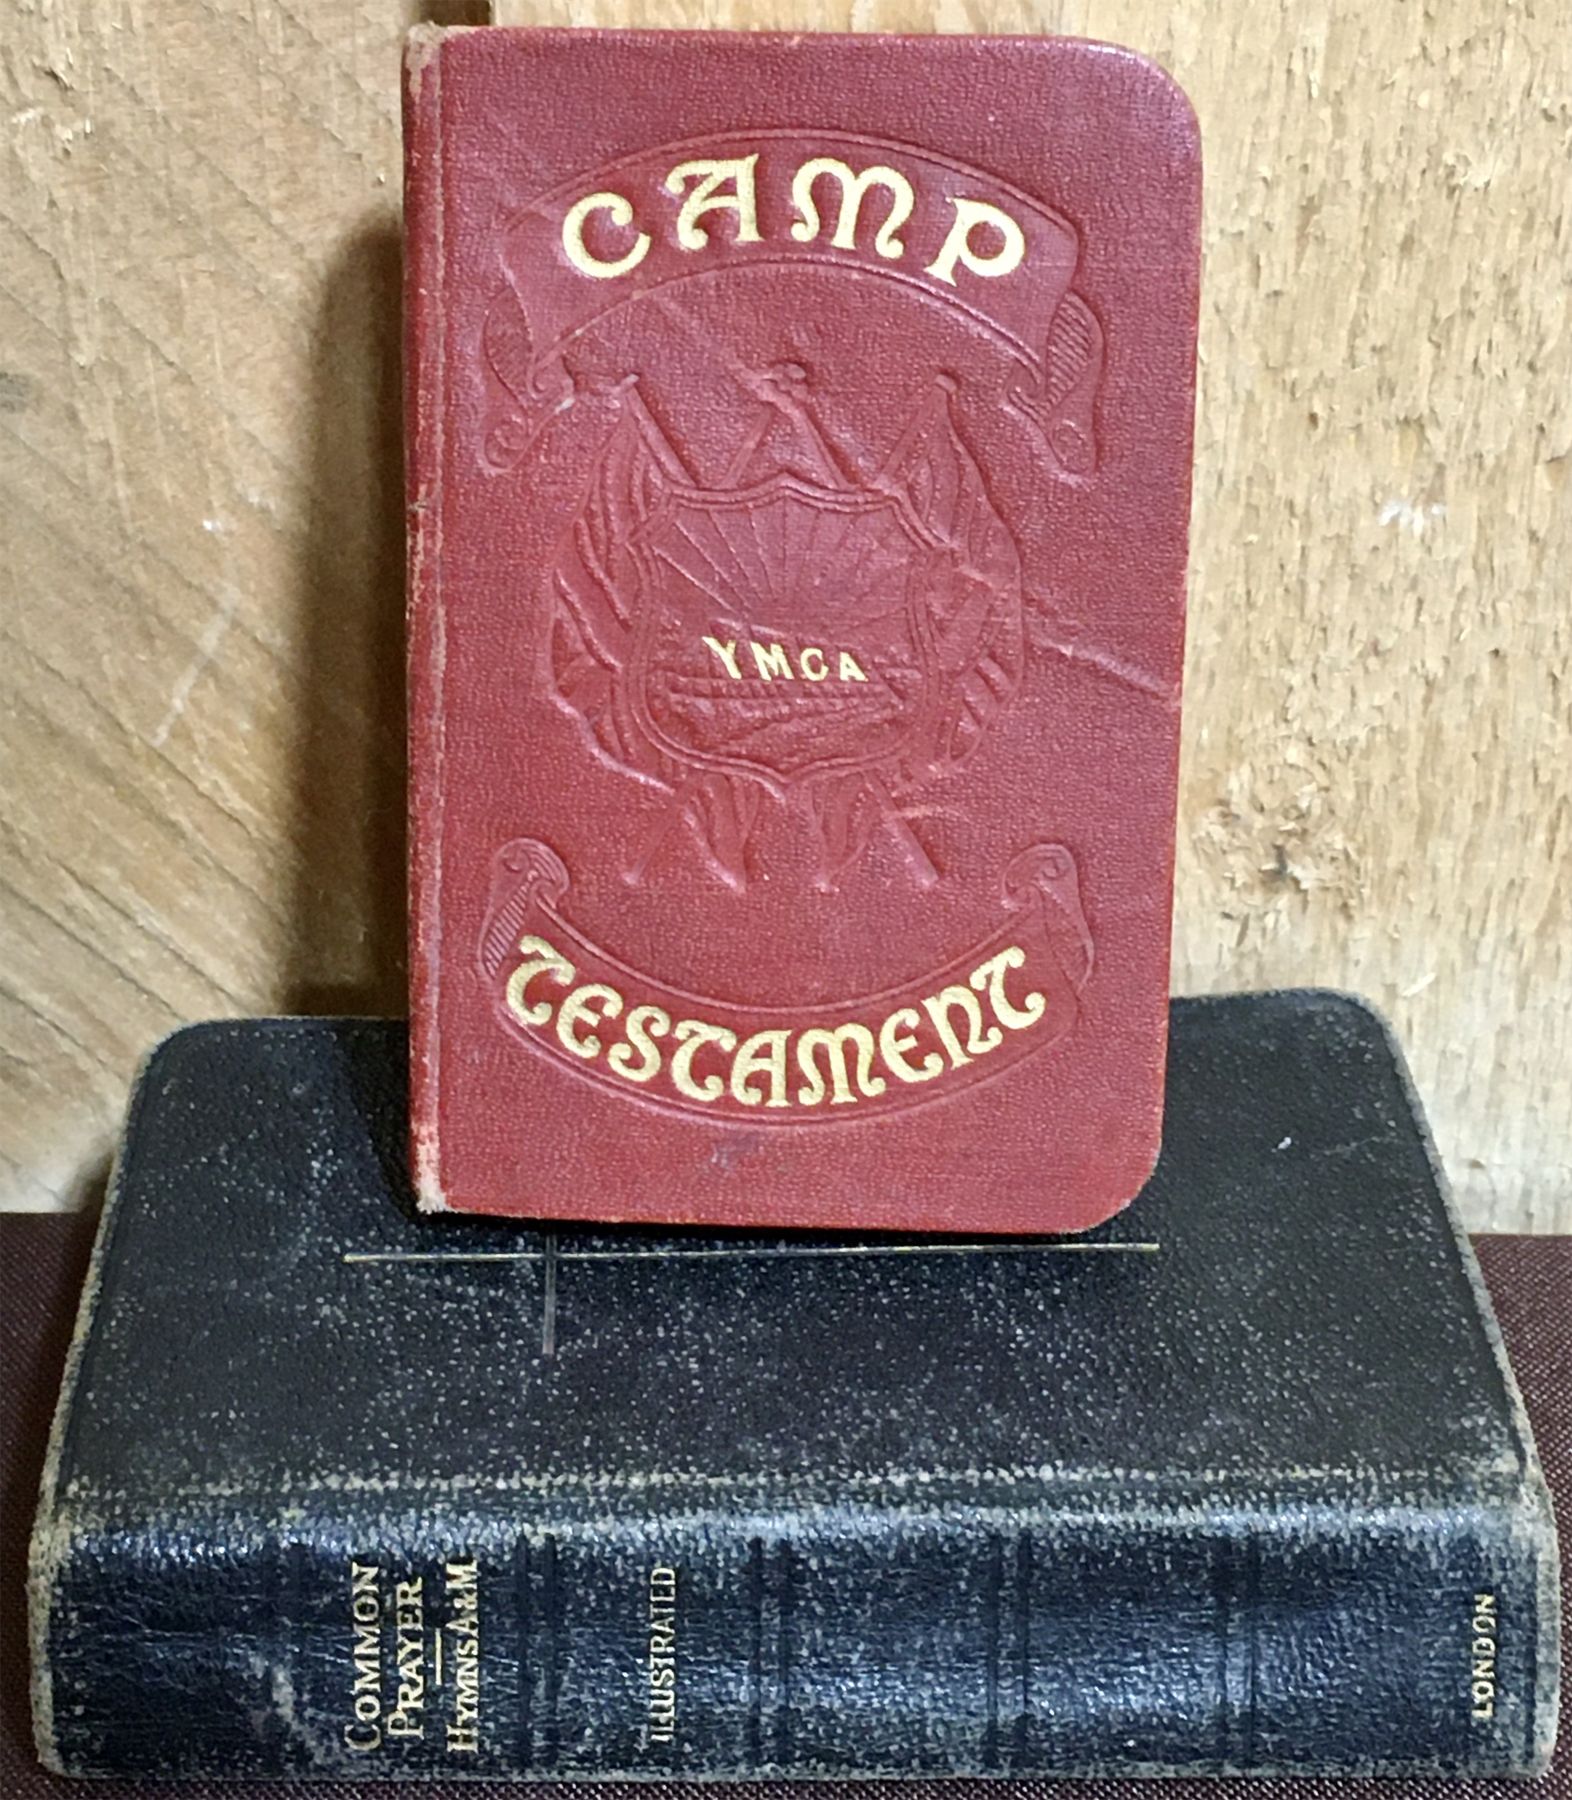 CAMP
YMCA
TESTAMENT
COMMON
PRAYER
HYMNS A&M
ILLUSTRATED
LONDON